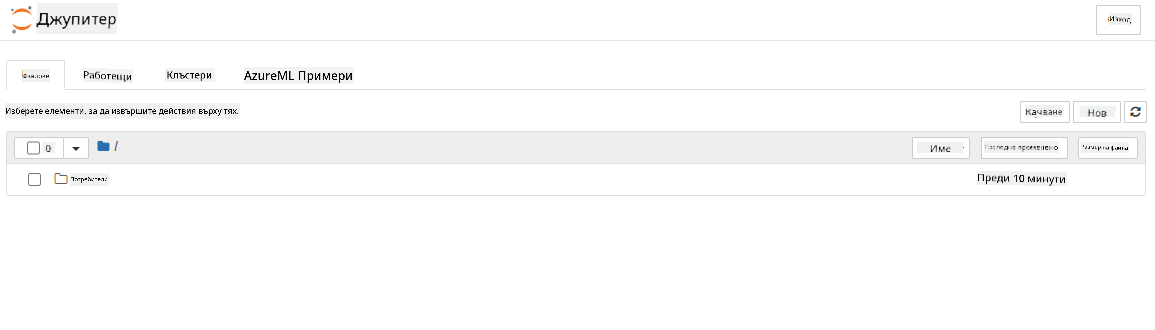 Джупитер
Изход
Файлове
Работещи
Клъстери
AzureML Примери
Изберете елементи, за да извършите действия върху тях.
Качване
Нов
0
/
Име
Последно променено
Размер на файла
Потребители
Преди 10 минути